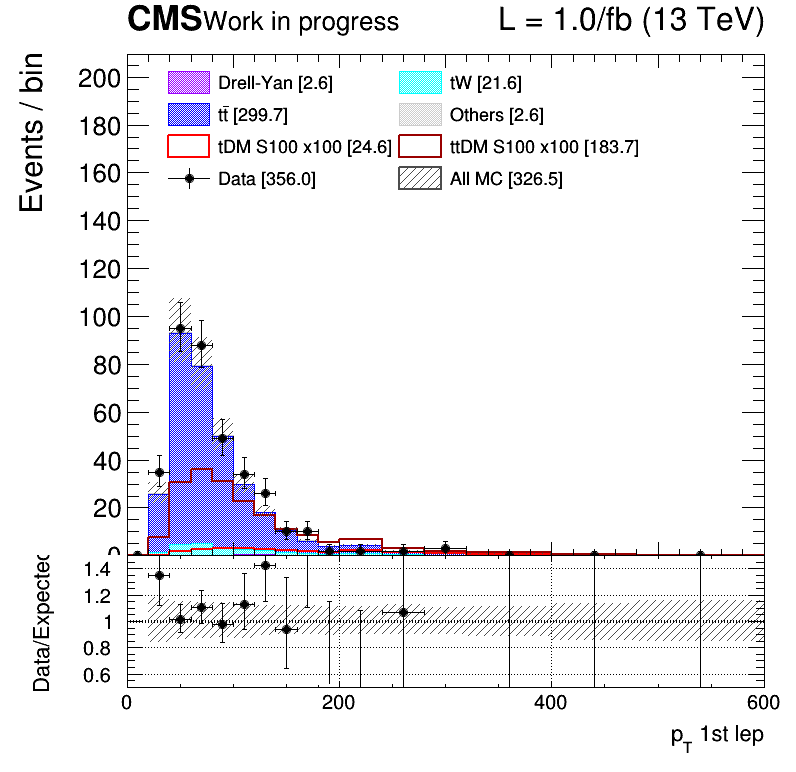 CMS Work in progress L = 1.0/fb (13 TeV)
Events / bin
200
180
160
140
120
100
80
60
40
20
0
Drell-Yan [2.6] tW [21.6]
tt̄ [299.7] Others [2.6]
tDM S100 x100 [24.6] ttDM S100 x100 [183.7]
Data [356.0] All MC [326.5]
Data/Expected
1.4
1.2
1
0.6
0.8
0 200 400 600
p_T 1st lep